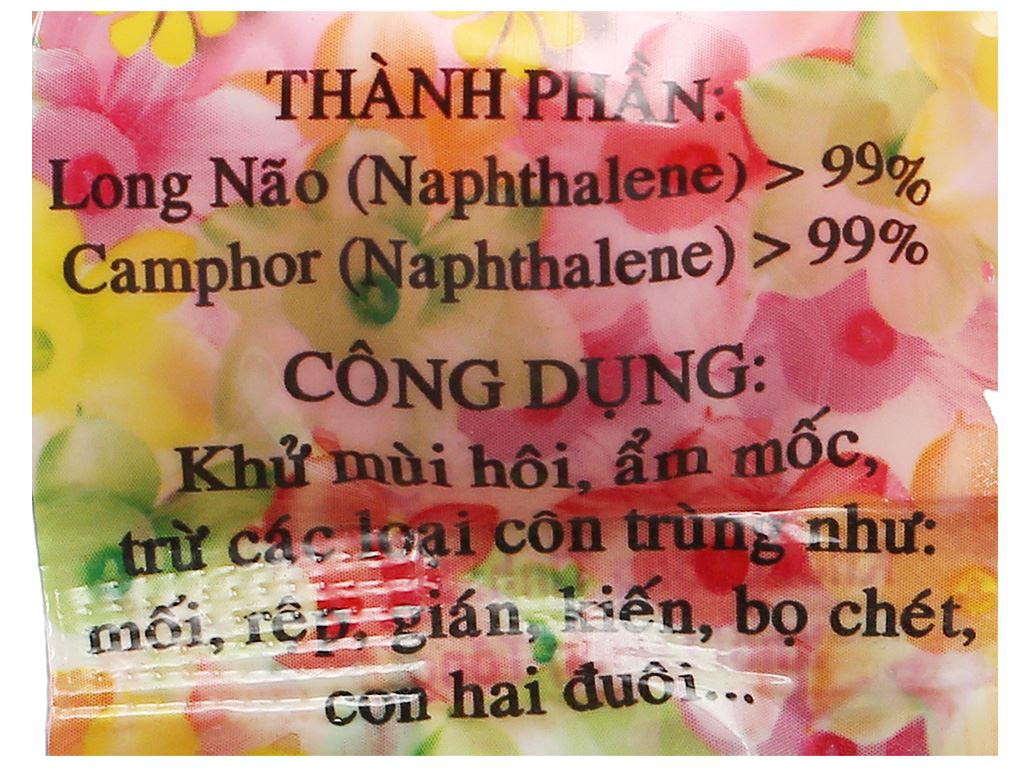 THÀNH PHẦN:
Long Não (Naphthalene) > 99%
Camphor (Naphthalene) > 99%
CÔNG DỤNG:
Khử mùi hôi, ẩm mốc,
trừ các loại côn trùng như:
mối, rệp, gián, kiến, bọ chét,
con hai đuôi...